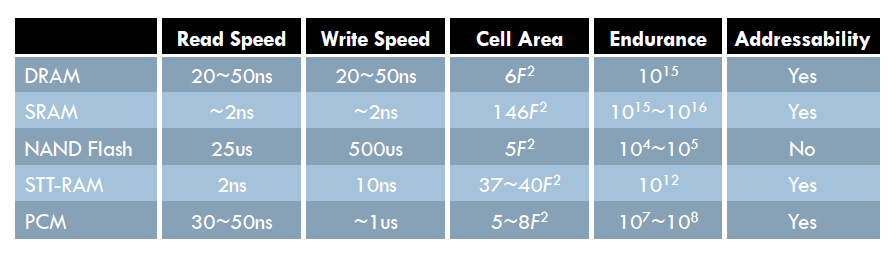 Read Speed Write Speed Cell Area Endurance Addressability
DRAM 20~50ns 20~50ns 6F² 10¹⁵ Yes
SRAM ~2ns ~2ns 146F² 10¹⁵~10¹⁶ Yes
NAND Flash 25us 500us 5F² 10⁴~10⁵ No
STT-RAM 2ns 10ns 37~40F² 10¹² Yes
PCM 30~50ns ~1us 5~8F² 10⁷~10⁸ Yes